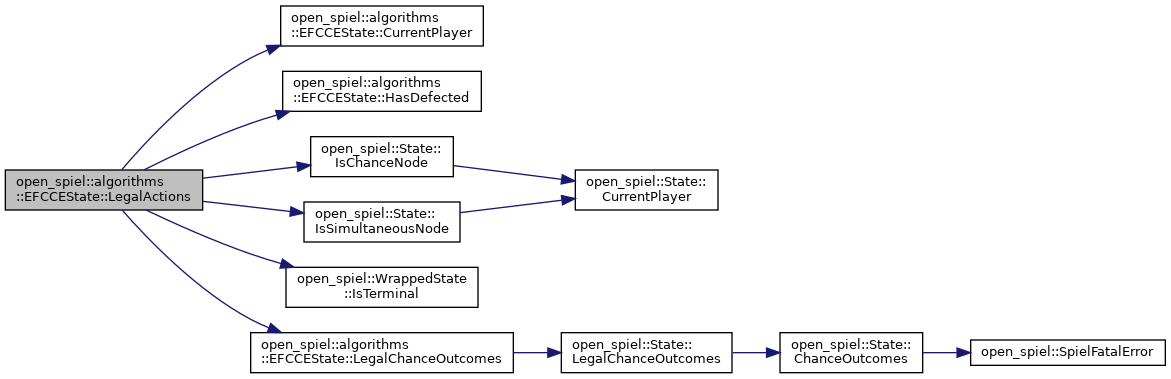 open_spiel::algorithms
::EFCCEState::CurrentPlayer
open_spiel::algorithms
::EFCCEState::HasDefected
open_spiel::State::
IsChanceNode
open_spiel::algorithms
::EFCCEState::LegalActions
open_spiel::State::
CurrentPlayer
open_spiel::State::
IsSimultaneousNode
open_spiel::WrappedState
::IsTerminal
open_spiel::algorithms
::EFCCEState::LegalChanceOutcomes
open_spiel::State::
LegalChanceOutcomes
open_spiel::State::
ChanceOutcomes
open_spiel::SpielFatalError